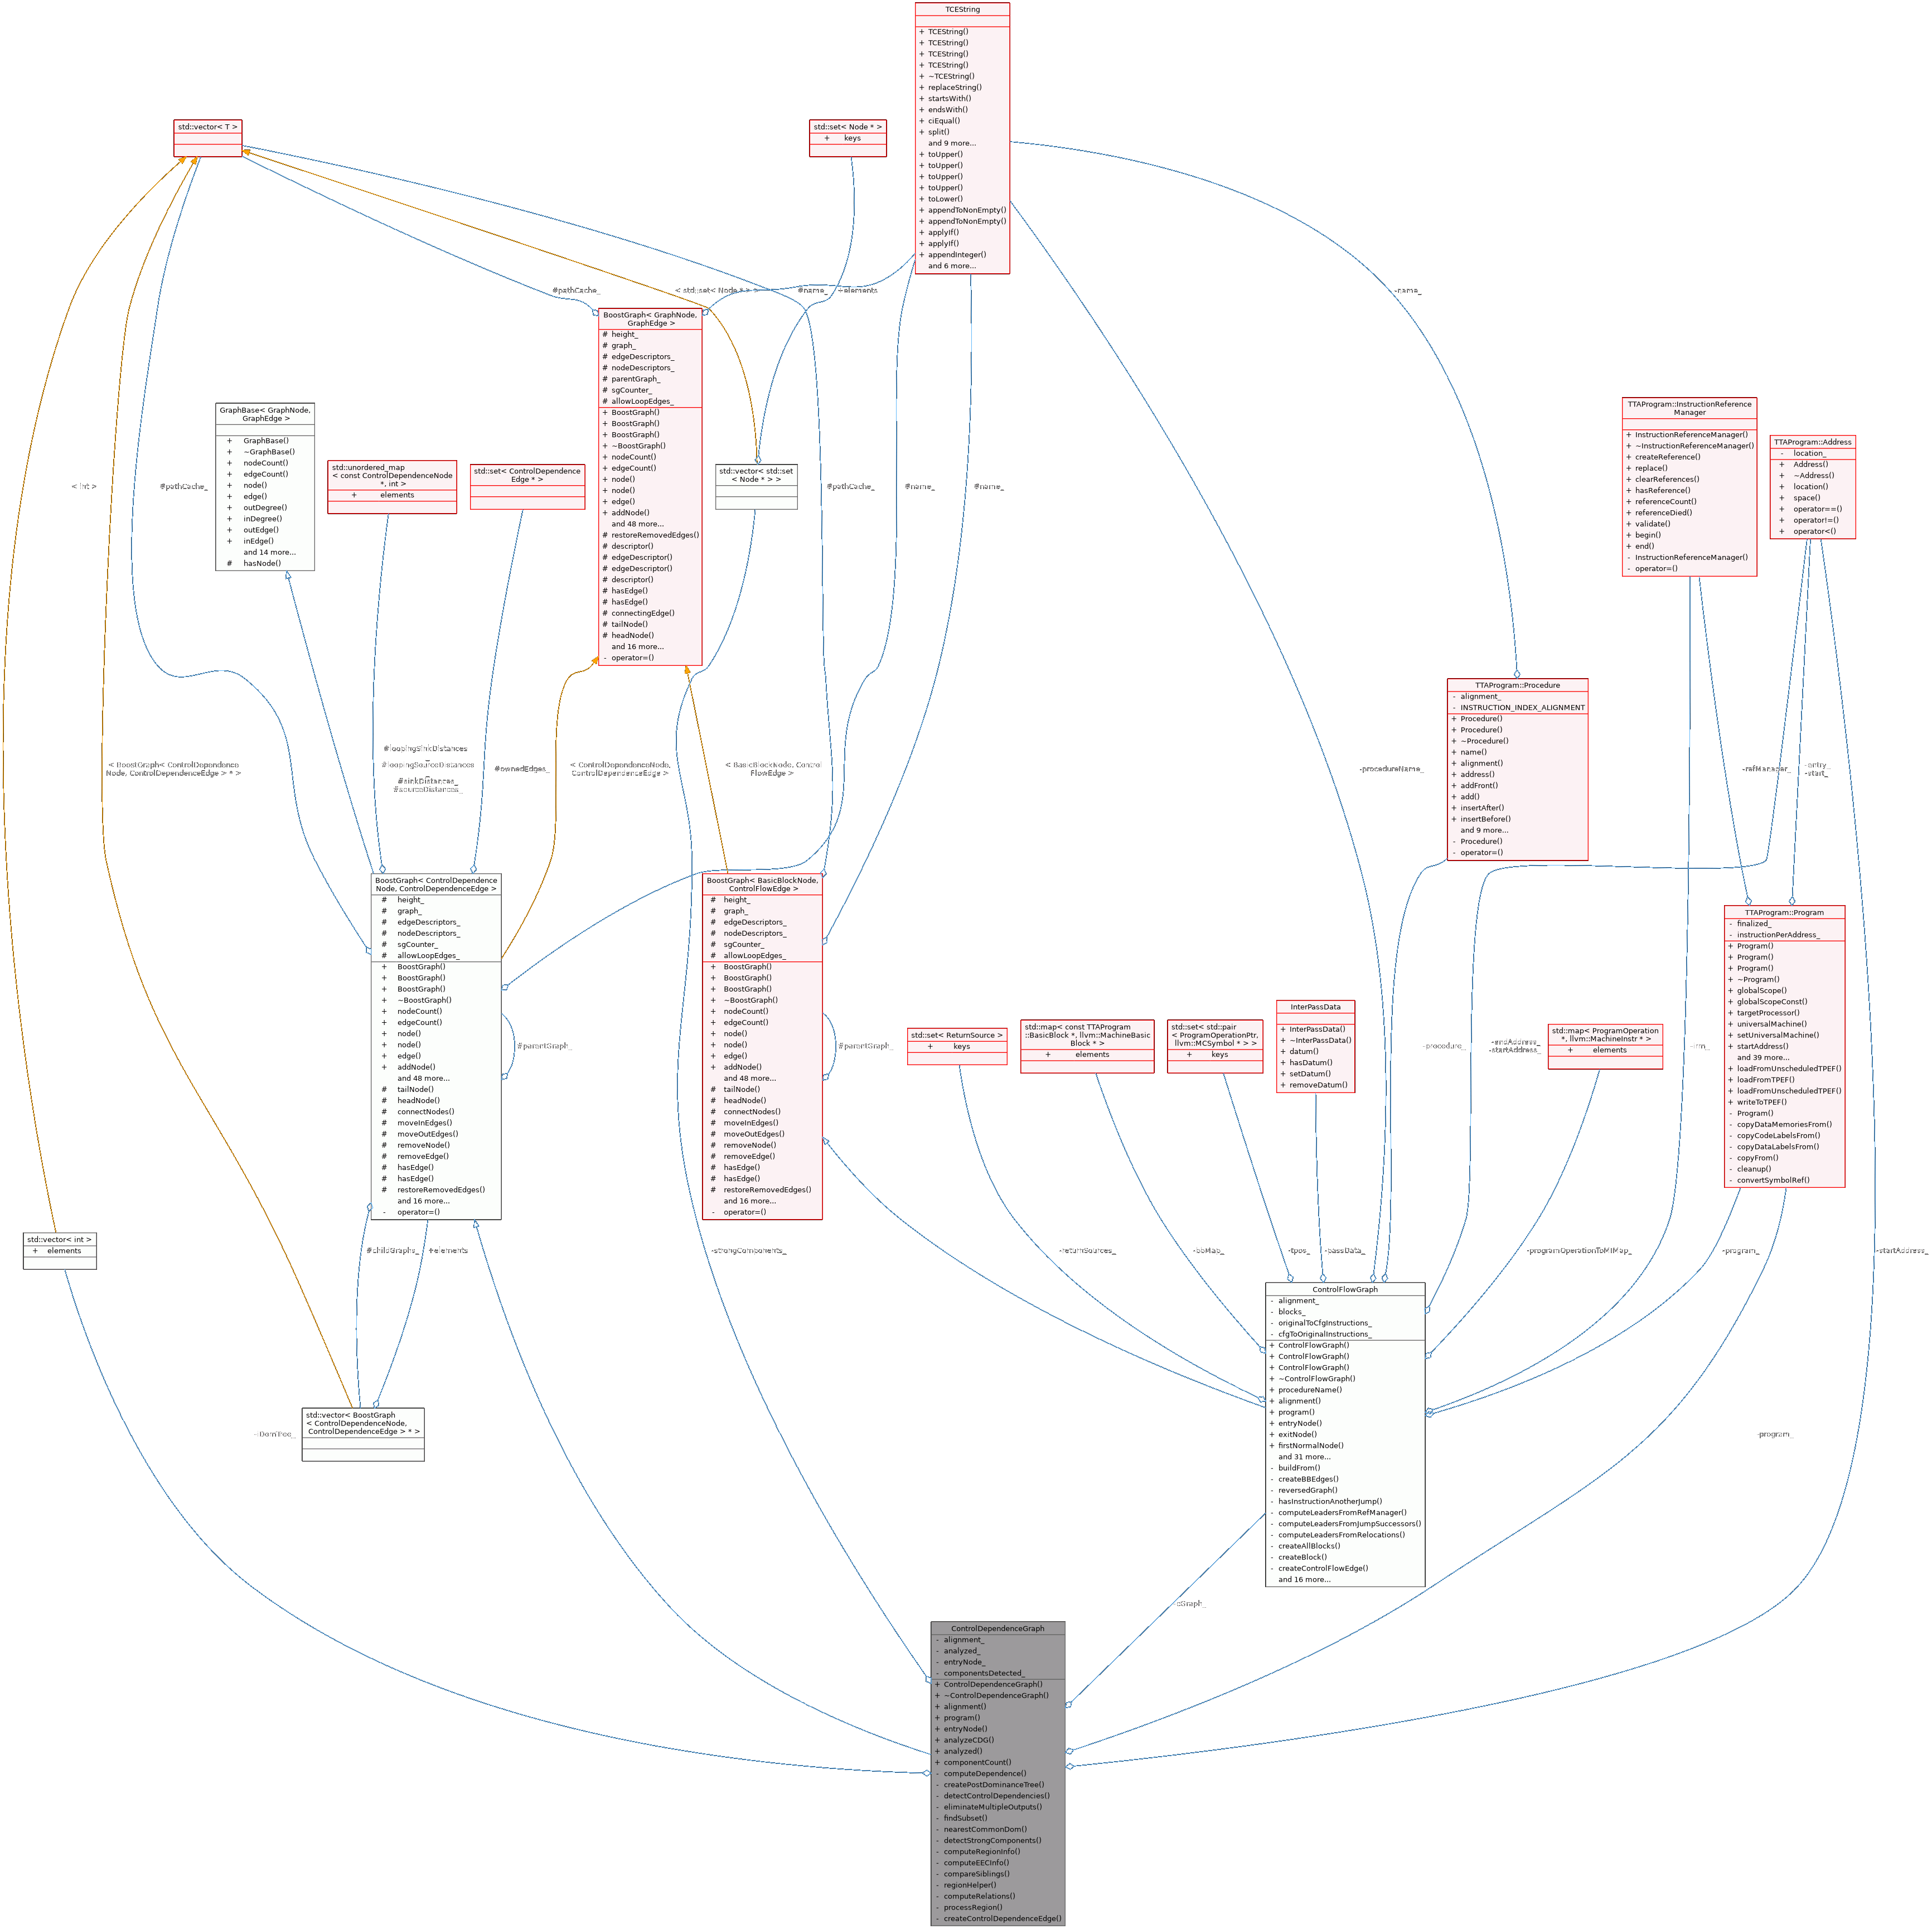 TCEString
+ TCEString()
+ TCEString()
+ TCEString()
+ TCEString()
+ ~TCEString()
+ replaceString()
+ startsWith()
+ endsWith()
+ ciEqual()
+ split()
and 9 more...
+ toUpper()
+ toUpper()
+ toUpper()
+ toUpper()
+ toLower()
+ appendToNonEmpty()
+ appendToNonEmpty()
+ applyIf()
+ applyIf()
+ appendInteger()
and 6 more...
std::vector< T >
std::set< Node * >
+ keys
#pathCache_
< std::set< Node * > >
#name_
+elements
-name_
BoostGraph< GraphNode,
GraphEdge >
# height_
# graph_
# edgeDescriptors_
# nodeDescriptors_
# parentGraph_
# sgCounter_
# allowLoopEdges_
+ BoostGraph()
+ BoostGraph()
+ BoostGraph()
+ ~BoostGraph()
+ nodeCount()
+ edgeCount()
+ node()
+ node()
+ edge()
+ addNode()
and 48 more...
# restoreRemovedEdges()
# descriptor()
# edgeDescriptor()
# edgeDescriptor()
# descriptor()
# hasEdge()
# hasEdge()
# connectingEdge()
# tailNode()
# headNode()
and 16 more...
- operator=()
GraphBase< GraphNode,
GraphEdge >
+ GraphBase()
+ ~GraphBase()
+ nodeCount()
+ edgeCount()
+ node()
+ edge()
+ outDegree()
+ inDegree()
+ outEdge()
+ inEdge()
and 14 more...
# hasNode()
std::unordered_map
< const ControlDependenceNode
*, int >
+ elements
std::set< ControlDependence
Edge * >
std::vector< std::set
< Node * > >
TTAProgram::InstructionReference
Manager
+ InstructionReferenceManager()
+ ~InstructionReferenceManager()
+ createReference()
+ replace()
+ clearReferences()
+ hasReference()
+ referenceCount()
+ referenceDied()
+ validate()
+ begin()
+ end()
- InstructionReferenceManager()
- operator=()
TTAProgram::Address
- location_
+ Address()
+ ~Address()
+ location()
+ space()
+ operator==()
+ operator!=()
+ operator<()
< int >
#pathCache_
#pathCache_
#name_
#name_
TTAProgram::Procedure
- alignment_
- INSTRUCTION_INDEX_ALIGNMENT
+ Procedure()
+ Procedure()
+ ~Procedure()
+ name()
+ alignment()
+ address()
+ addFront()
+ add()
+ insertAfter()
+ insertBefore()
and 9 more...
- Procedure()
- operator=()
< BoostGraph< ControlDependence
Node, ControlDependenceEdge > * >
#loopingSinkDistances
_
#loopingSourceDistances
_
#sinkDistances_
#sourceDistances_
#ownedEdges_
< ControlDependenceNode,
ControlDependenceEdge >
< BasicBlockNode, Control
FlowEdge >
-procedureName_
-refManager_
-entry_
-start_
BoostGraph< ControlDependence
Node, ControlDependenceEdge >
# height_
# graph_
# edgeDescriptors_
# nodeDescriptors_
# sgCounter_
# allowLoopEdges_
+ BoostGraph()
+ BoostGraph()
+ BoostGraph()
+ ~BoostGraph()
+ nodeCount()
+ edgeCount()
+ node()
+ node()
+ edge()
+ addNode()
and 48 more...
# tailNode()
# headNode()
# connectNodes()
# moveInEdges()
# moveOutEdges()
# removeNode()
# removeEdge()
# hasEdge()
# hasEdge()
# restoreRemovedEdges()
and 16 more...
- operator=()
#parentGraph_
BoostGraph< BasicBlockNode,
ControlFlowEdge >
# height_
# graph_
# edgeDescriptors_
# nodeDescriptors_
# sgCounter_
# allowLoopEdges_
+ BoostGraph()
+ BoostGraph()
+ BoostGraph()
+ ~BoostGraph()
+ nodeCount()
+ edgeCount()
+ node()
+ node()
+ edge()
+ addNode()
and 48 more...
# tailNode()
# headNode()
# connectNodes()
# moveInEdges()
# moveOutEdges()
# removeNode()
# removeEdge()
# hasEdge()
# hasEdge()
# restoreRemovedEdges()
and 16 more...
- operator=()
#parentGraph_
std::set< ReturnSource >
+ keys
std::map< const TTAProgram
::BasicBlock *, llvm::MachineBasic
Block * >
+ elements
std::set< std::pair
< ProgramOperationPtr,
llvm::MCSymbol * > >
+ keys
InterPassData
+ InterPassData()
+ ~InterPassData()
+ datum()
+ hasDatum()
+ setDatum()
+ removeDatum()
-procedure_
-endAddress_
-startAddress_
std::map< ProgramOperation
*, llvm::MachineInstr * >
+ elements
-irm_
TTAProgram::Program
- finalized_
- instructionPerAddress_
+ Program()
+ Program()
+ Program()
+ ~Program()
+ globalScope()
+ globalScopeConst()
+ targetProcessor()
+ universalMachine()
+ setUniversalMachine()
+ startAddress()
and 39 more...
+ loadFromUnscheduledTPEF()
+ loadFromTPEF()
+ loadFromUnscheduledTPEF()
+ writeToTPEF()
- Program()
- copyDataMemoriesFrom()
- copyCodeLabelsFrom()
- copyDataLabelsFrom()
- copyFrom()
- cleanup()
- convertSymbolRef()
std::vector< int >
+ elements
#childGraphs_
+elements
-strongComponents_
-returnSources_
-bbMap_
-tpos_
-passData_
-programOperationToMIMap_
-program_
-startAddress_
ControlFlowGraph
- alignment_
- blocks_
- originalToCfgInstructions_
- cfgToOriginalInstructions_
+ ControlFlowGraph()
+ ControlFlowGraph()
+ ControlFlowGraph()
+ ~ControlFlowGraph()
+ procedureName()
+ alignment()
+ program()
+ entryNode()
+ exitNode()
+ firstNormalNode()
and 31 more...
- buildFrom()
- createBBEdges()
- reversedGraph()
- hasInstructionAnotherJump()
- computeLeadersFromRefManager()
- computeLeadersFromJumpSuccessors()
- computeLeadersFromRelocations()
- createAllBlocks()
- createBlock()
- createControlFlowEdge()
and 16 more...
-iDomTree_
std::vector< BoostGraph
< ControlDependenceNode,
ControlDependenceEdge > * >
-program_
-cGraph_
ControlDependenceGraph
- alignment_
- analyzed_
- entryNode_
- componentsDetected_
+ ControlDependenceGraph()
+ ~ControlDependenceGraph()
+ alignment()
+ program()
+ entryNode()
+ analyzeCDG()
+ analyzed()
+ componentCount()
- computeDependence()
- createPostDominanceTree()
- detectControlDependencies()
- eliminateMultipleOutputs()
- findSubset()
- nearestCommonDom()
- detectStrongComponents()
- computeRegionInfo()
- computeEECInfo()
- compareSiblings()
- regionHelper()
- computeRelations()
- processRegion()
- createControlDependenceEdge()